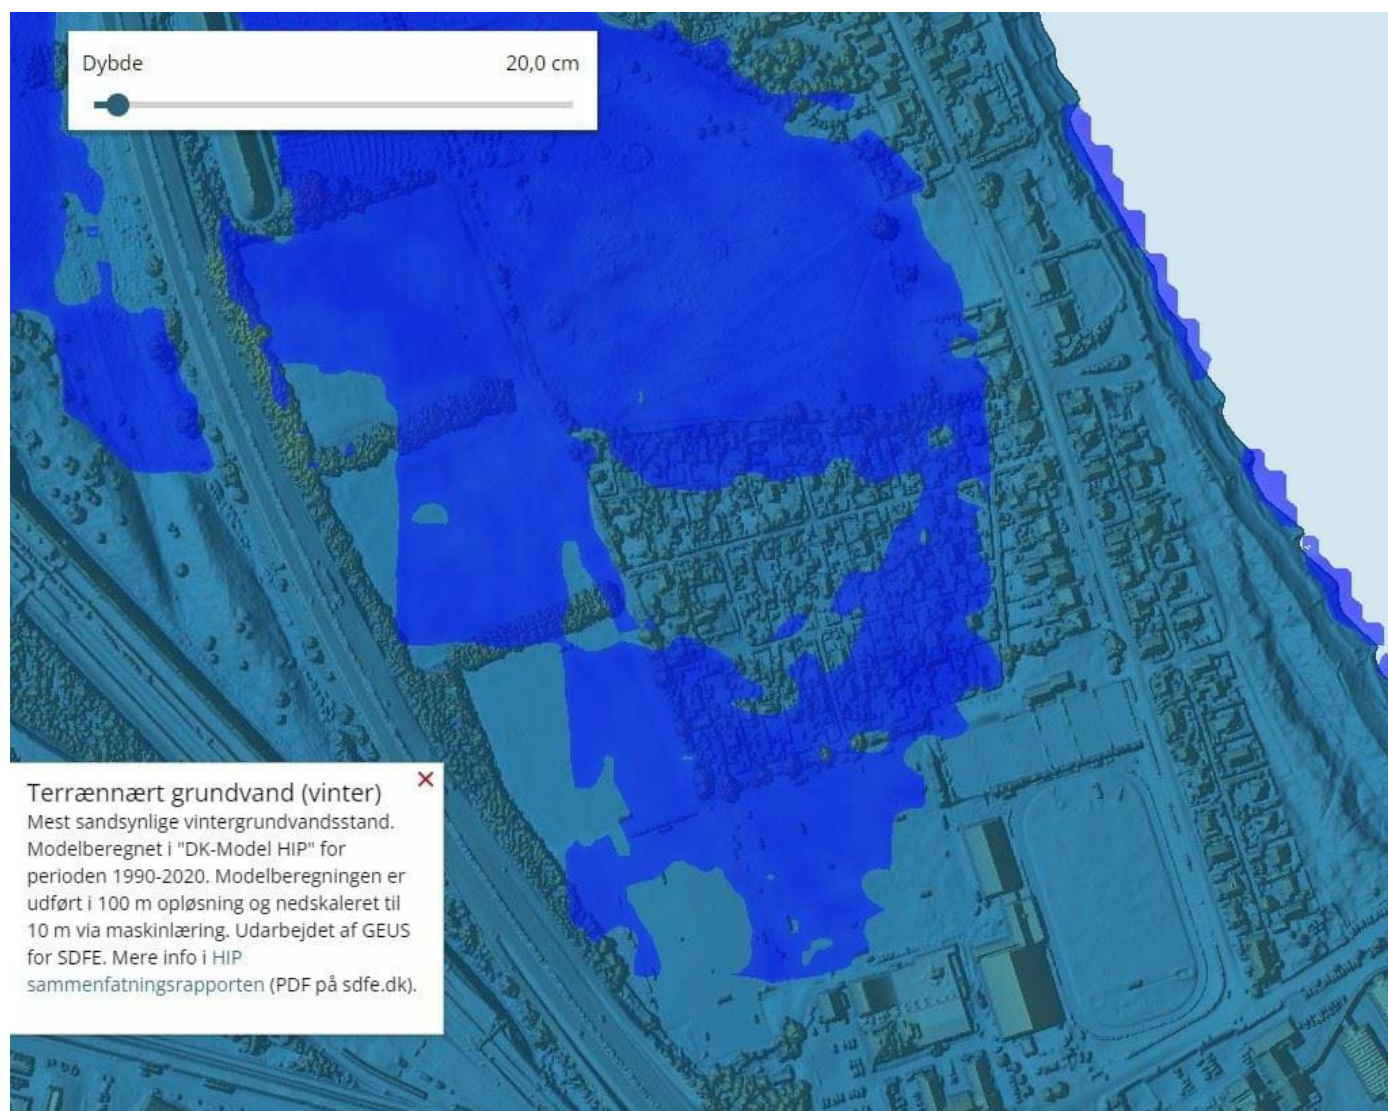 Dybde 20,0 cm
Terrænnært grundvand (vinter)
Mest sandsynlige vintergrundvandsstand.
Modelberegnet i "DK-Model HIP" for
perioden 1990-2020. Modelberegningen er
udført i 100 m opløsning og nedskaleret til
10 m via maskinlæring. Udarbejdet af GEUS
for SDFE. Mere info i HIP
sammenfatningsrapporten (PDF på sdfe.dk).